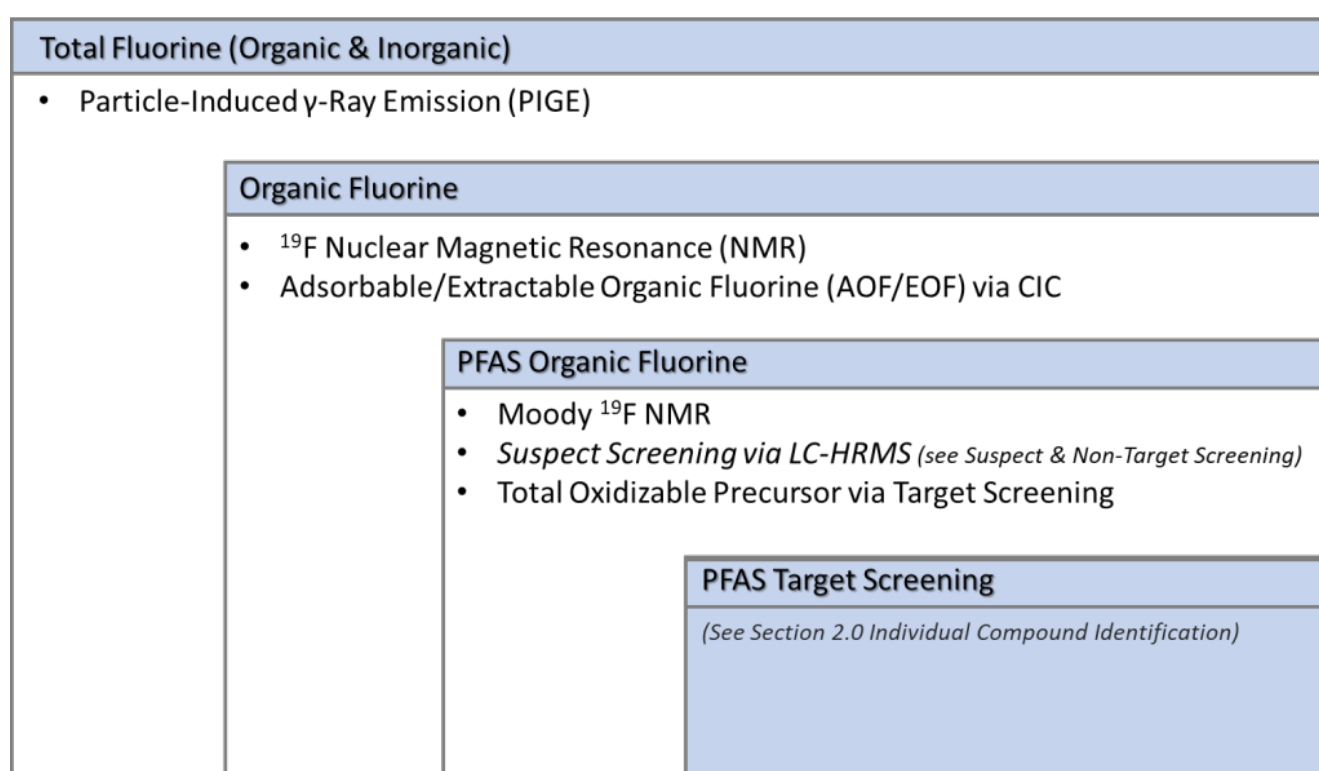 Total Fluorine (Organic & Inorganic)
• Particle-Induced γ-Ray Emission (PIGE)
Organic Fluorine
• ¹⁹F Nuclear Magnetic Resonance (NMR)
• Adsorbable/Extractable Organic Fluorine (AOF/EOF) via CIC
PFAS Organic Fluorine
• Moody ¹⁹F NMR
• Suspect Screening via LC-HRMS (see Suspect & Non-Target Screening)
• Total Oxidizable Precursor via Target Screening
PFAS Target Screening
(See Section 2.0 Individual Compound Identification)